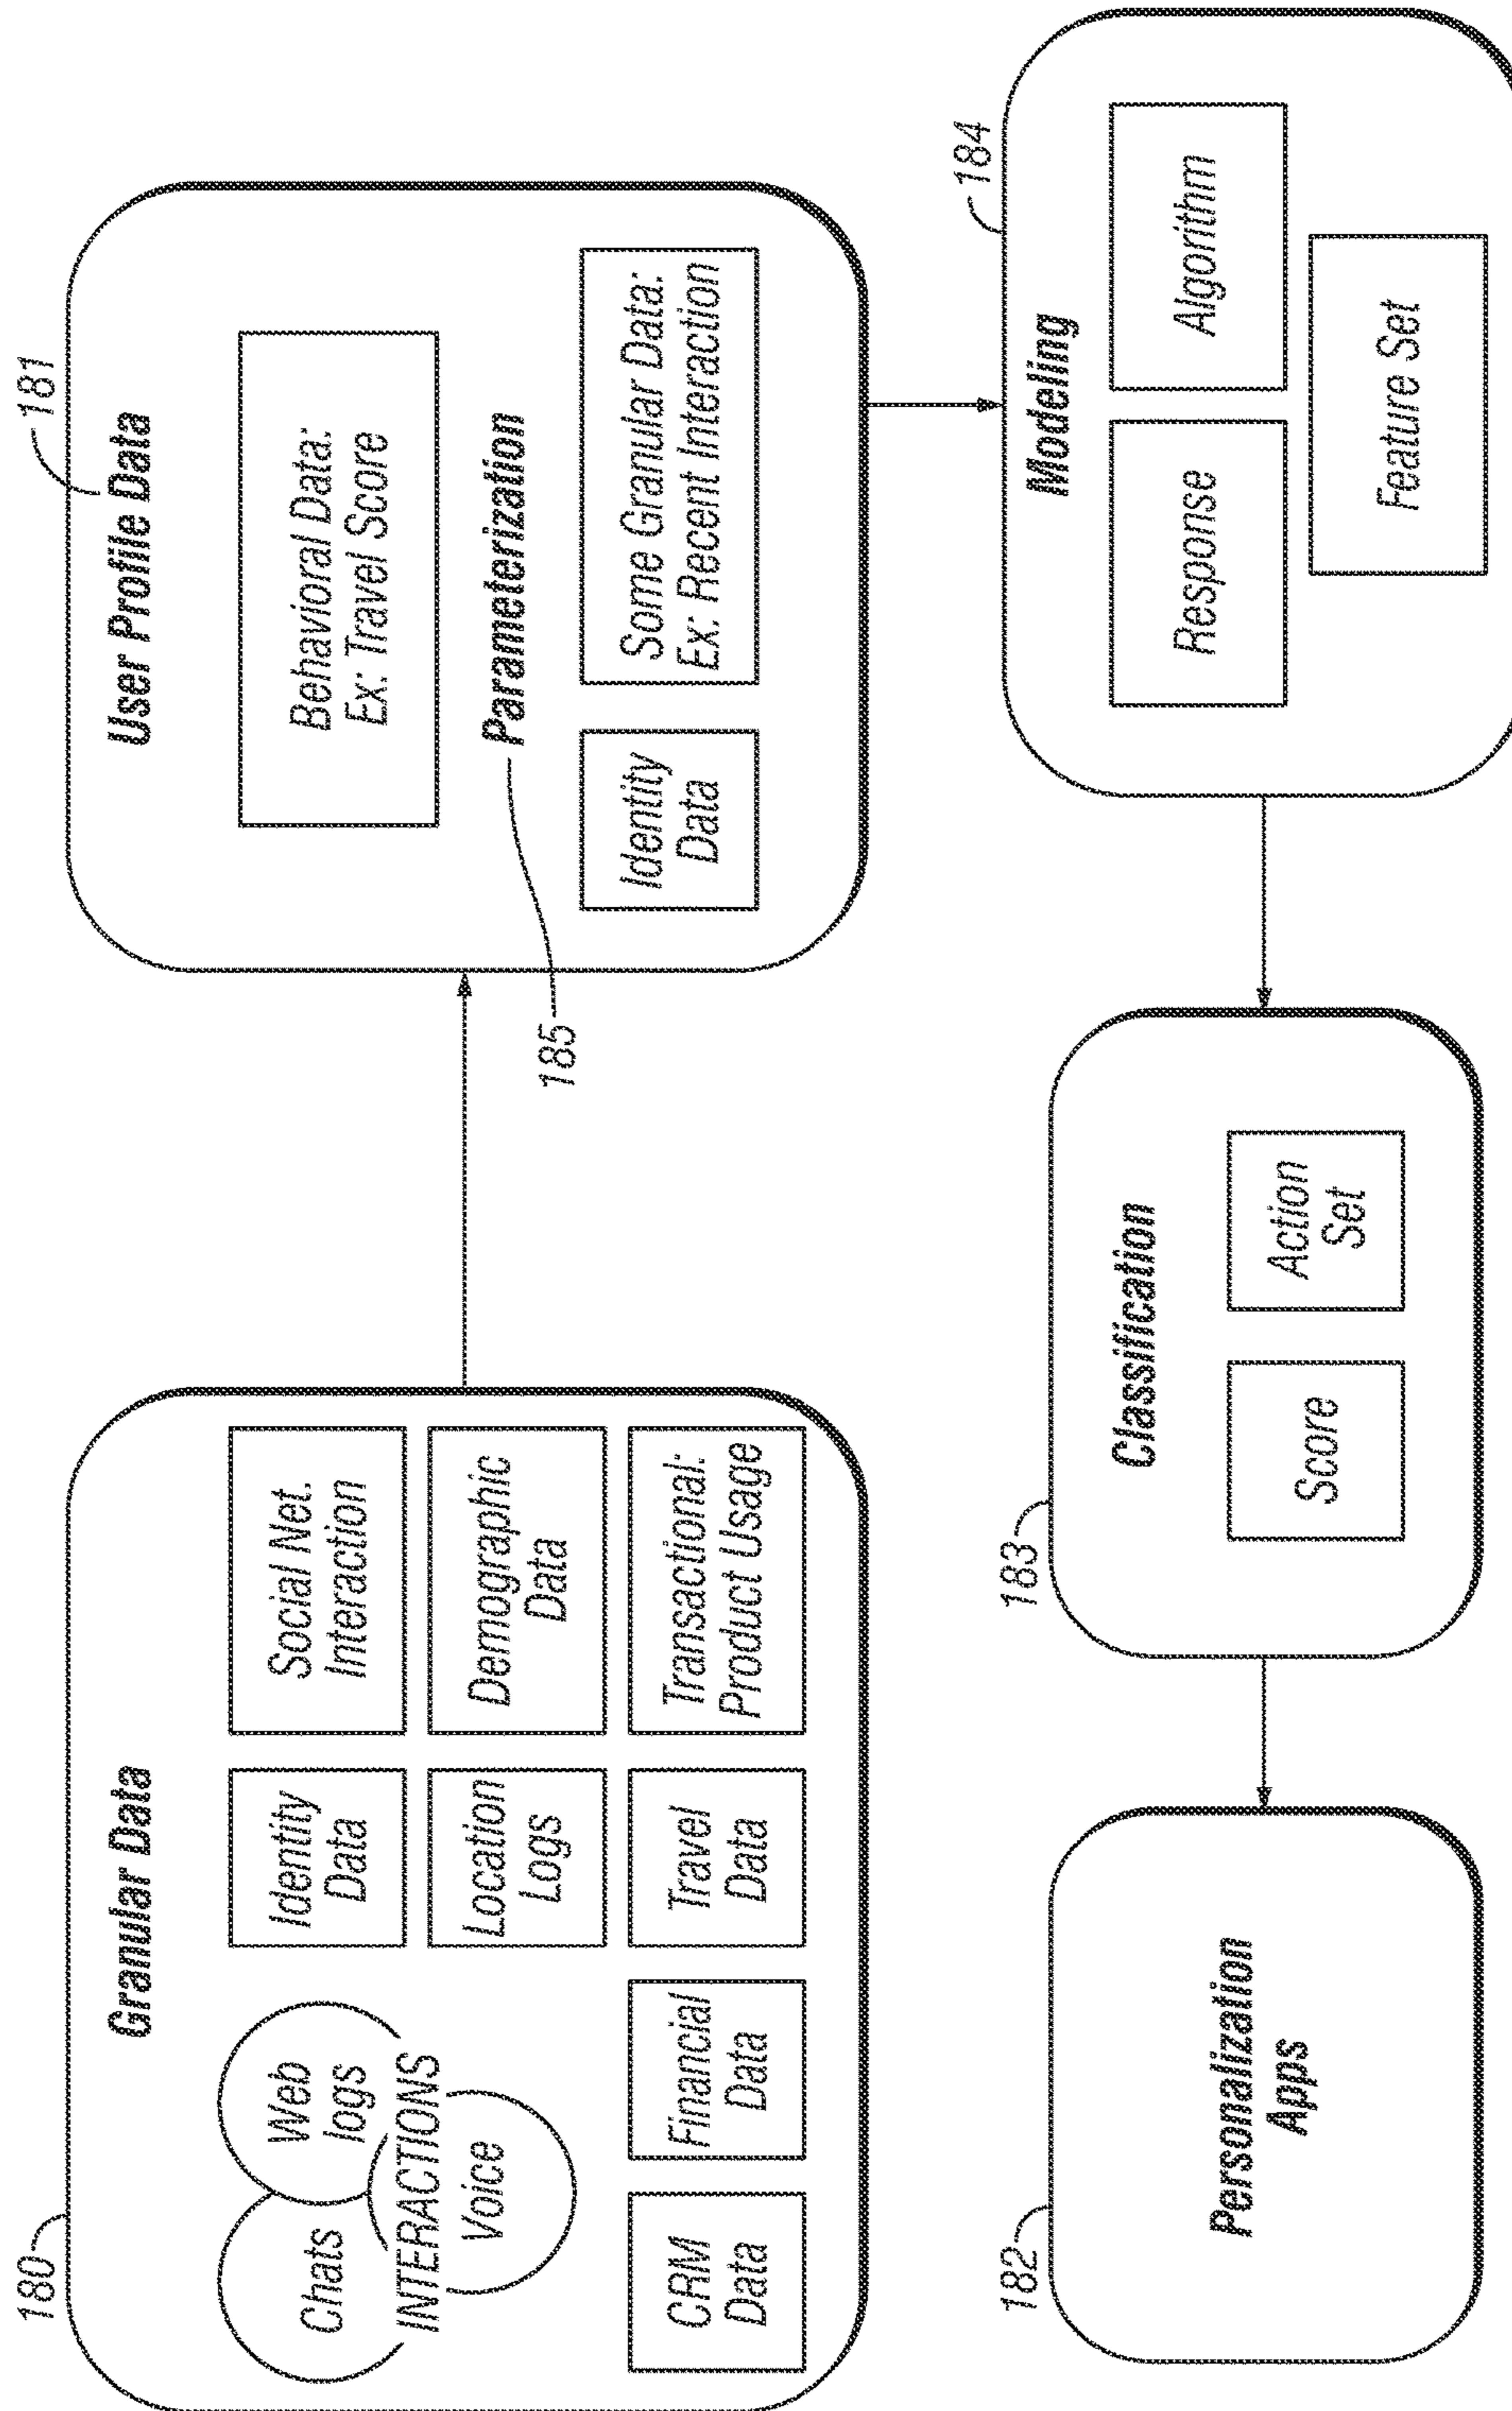 180
Granular Data
Chats
Web
logs
INTERACTIONS
Voice
Identity
Data
Social Net.
Interaction
Location
Logs
Demographic
Data
CRM
Data
Financial
Data
Travel
Data
Transactional:
Product Usage
181
User Profile Data
Behavioral Data:
Ex: Travel Score
Parameterization
185
Identity
Data
Some Granular Data:
Ex: Recent Interaction
182
Personalization
Apps
183
Classification
Score
Action
Set
184
Modeling
Response
Algorithm
Feature Set